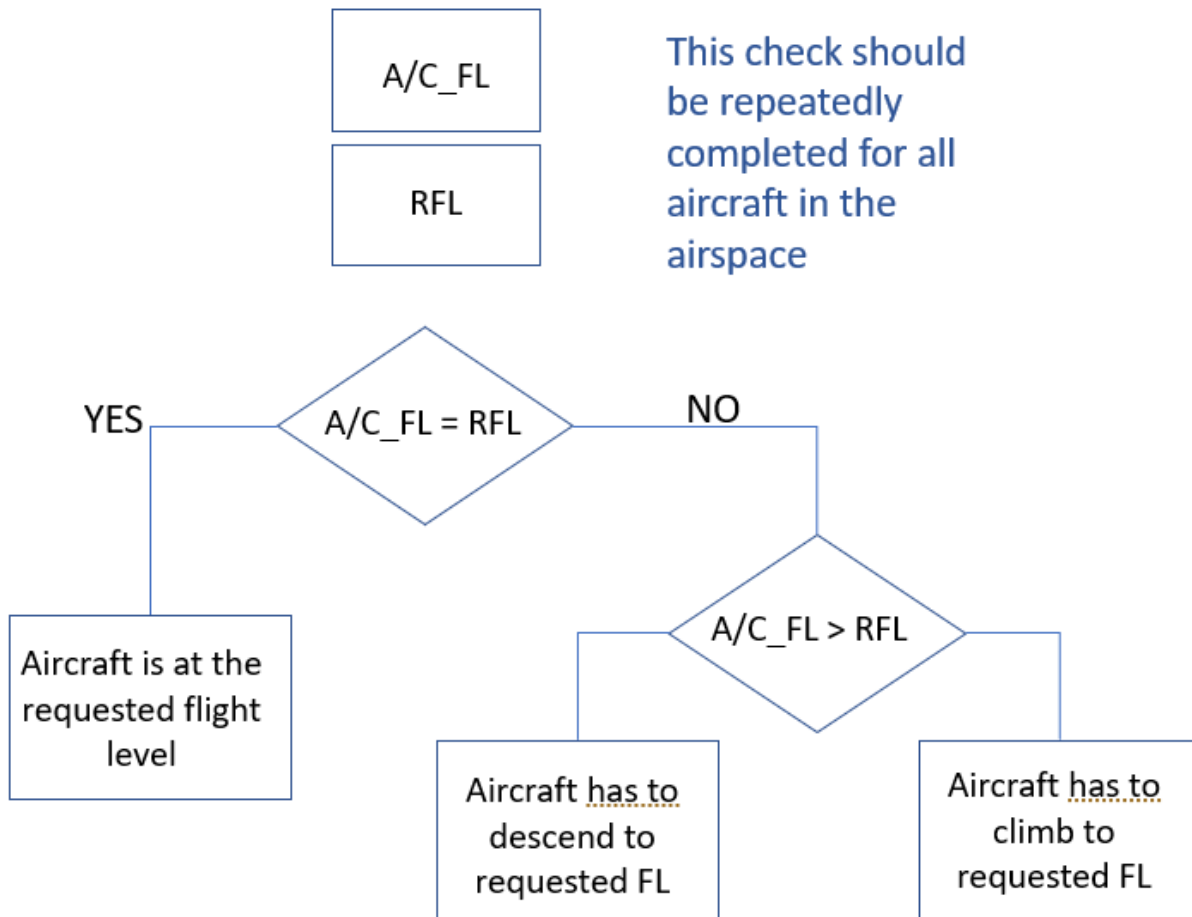 A/C_FL
RFL
This check should
be repeatedly
completed for all
aircraft in the
airspace
A/C_FL = RFL
YES
NO
A/C_FL > RFL
Aircraft is at the
requested flight
level
Aircraft has to
descend to
requested FL
Aircraft has to
climb to
requested FL